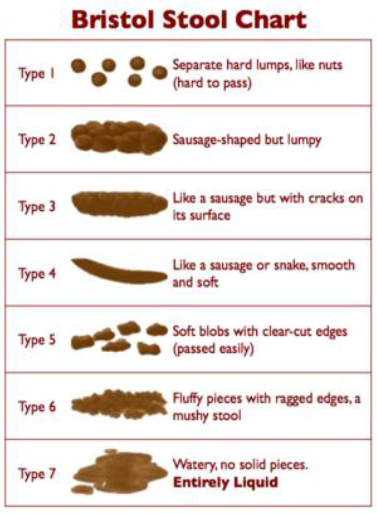 Bristol Stool Chart
Type 1
Separate hard lumps, like nuts
(hard to pass)
Type 2
Sausage-shaped but lumpy
Type 3
Like a sausage but with cracks on
its surface
Type 4
Like a sausage or snake, smooth
and soft
Type 5
Soft blobs with clear-cut edges
(passed easily)
Type 6
Fluffy pieces with ragged edges, a
mushy stool
Type 7
Watery, no solid pieces.
Entirely Liquid